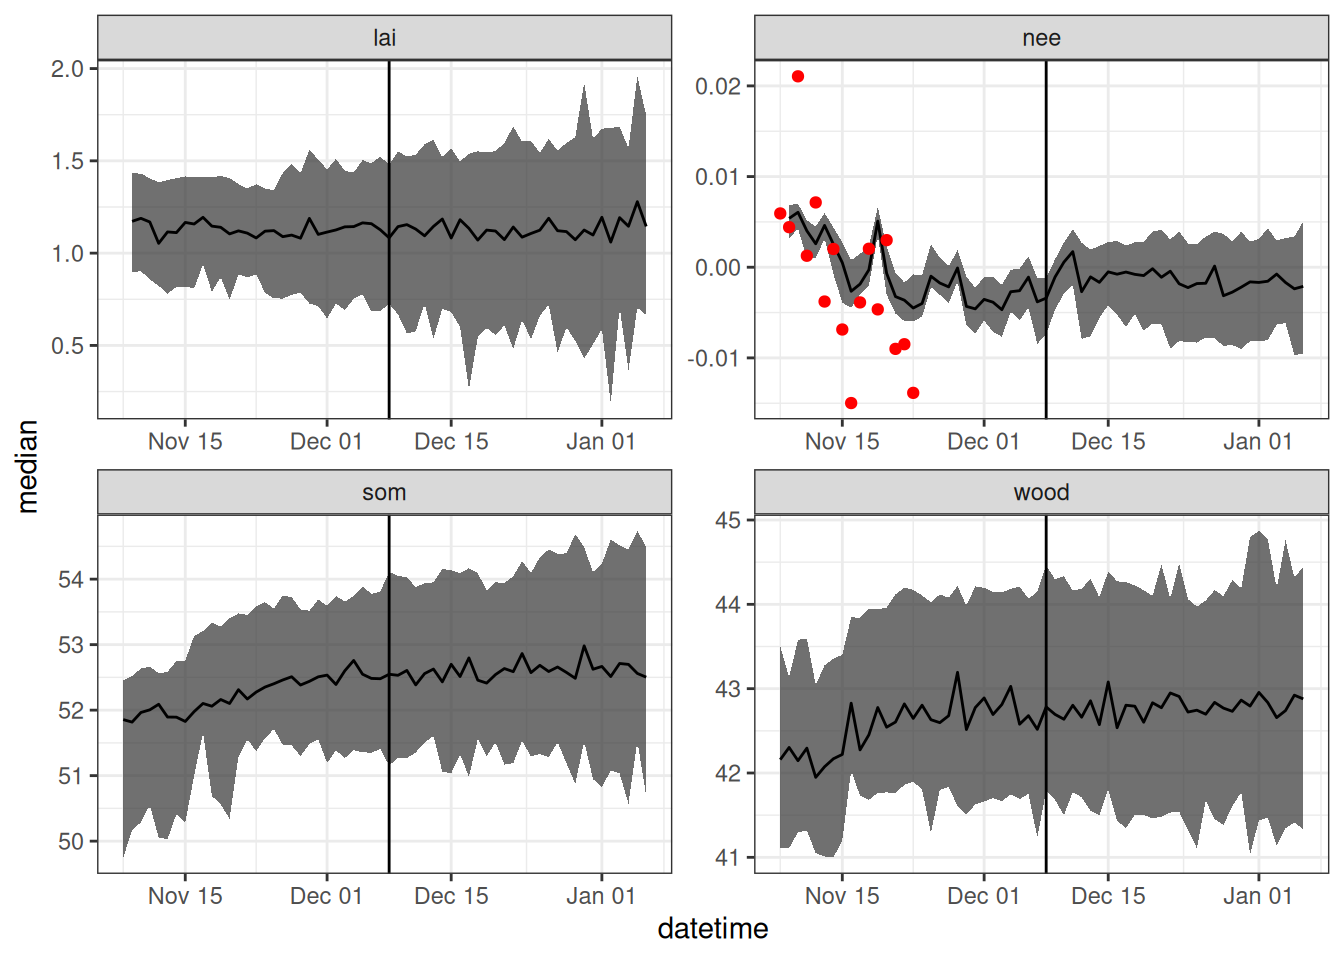 lai
2.0
1.5
1.0
0.5
Nov 15 Dec 01 Dec 15 Jan 01
nee
0.02
0.01
0.00
-0.01
Nov 15 Dec 01 Dec 15 Jan 01
median
som
54
53
52
51
50
Nov 15 Dec 01 Dec 15 Jan 01
wood
45
44
43
42
41
Nov 15 Dec 01 Dec 15 Jan 01
datetime